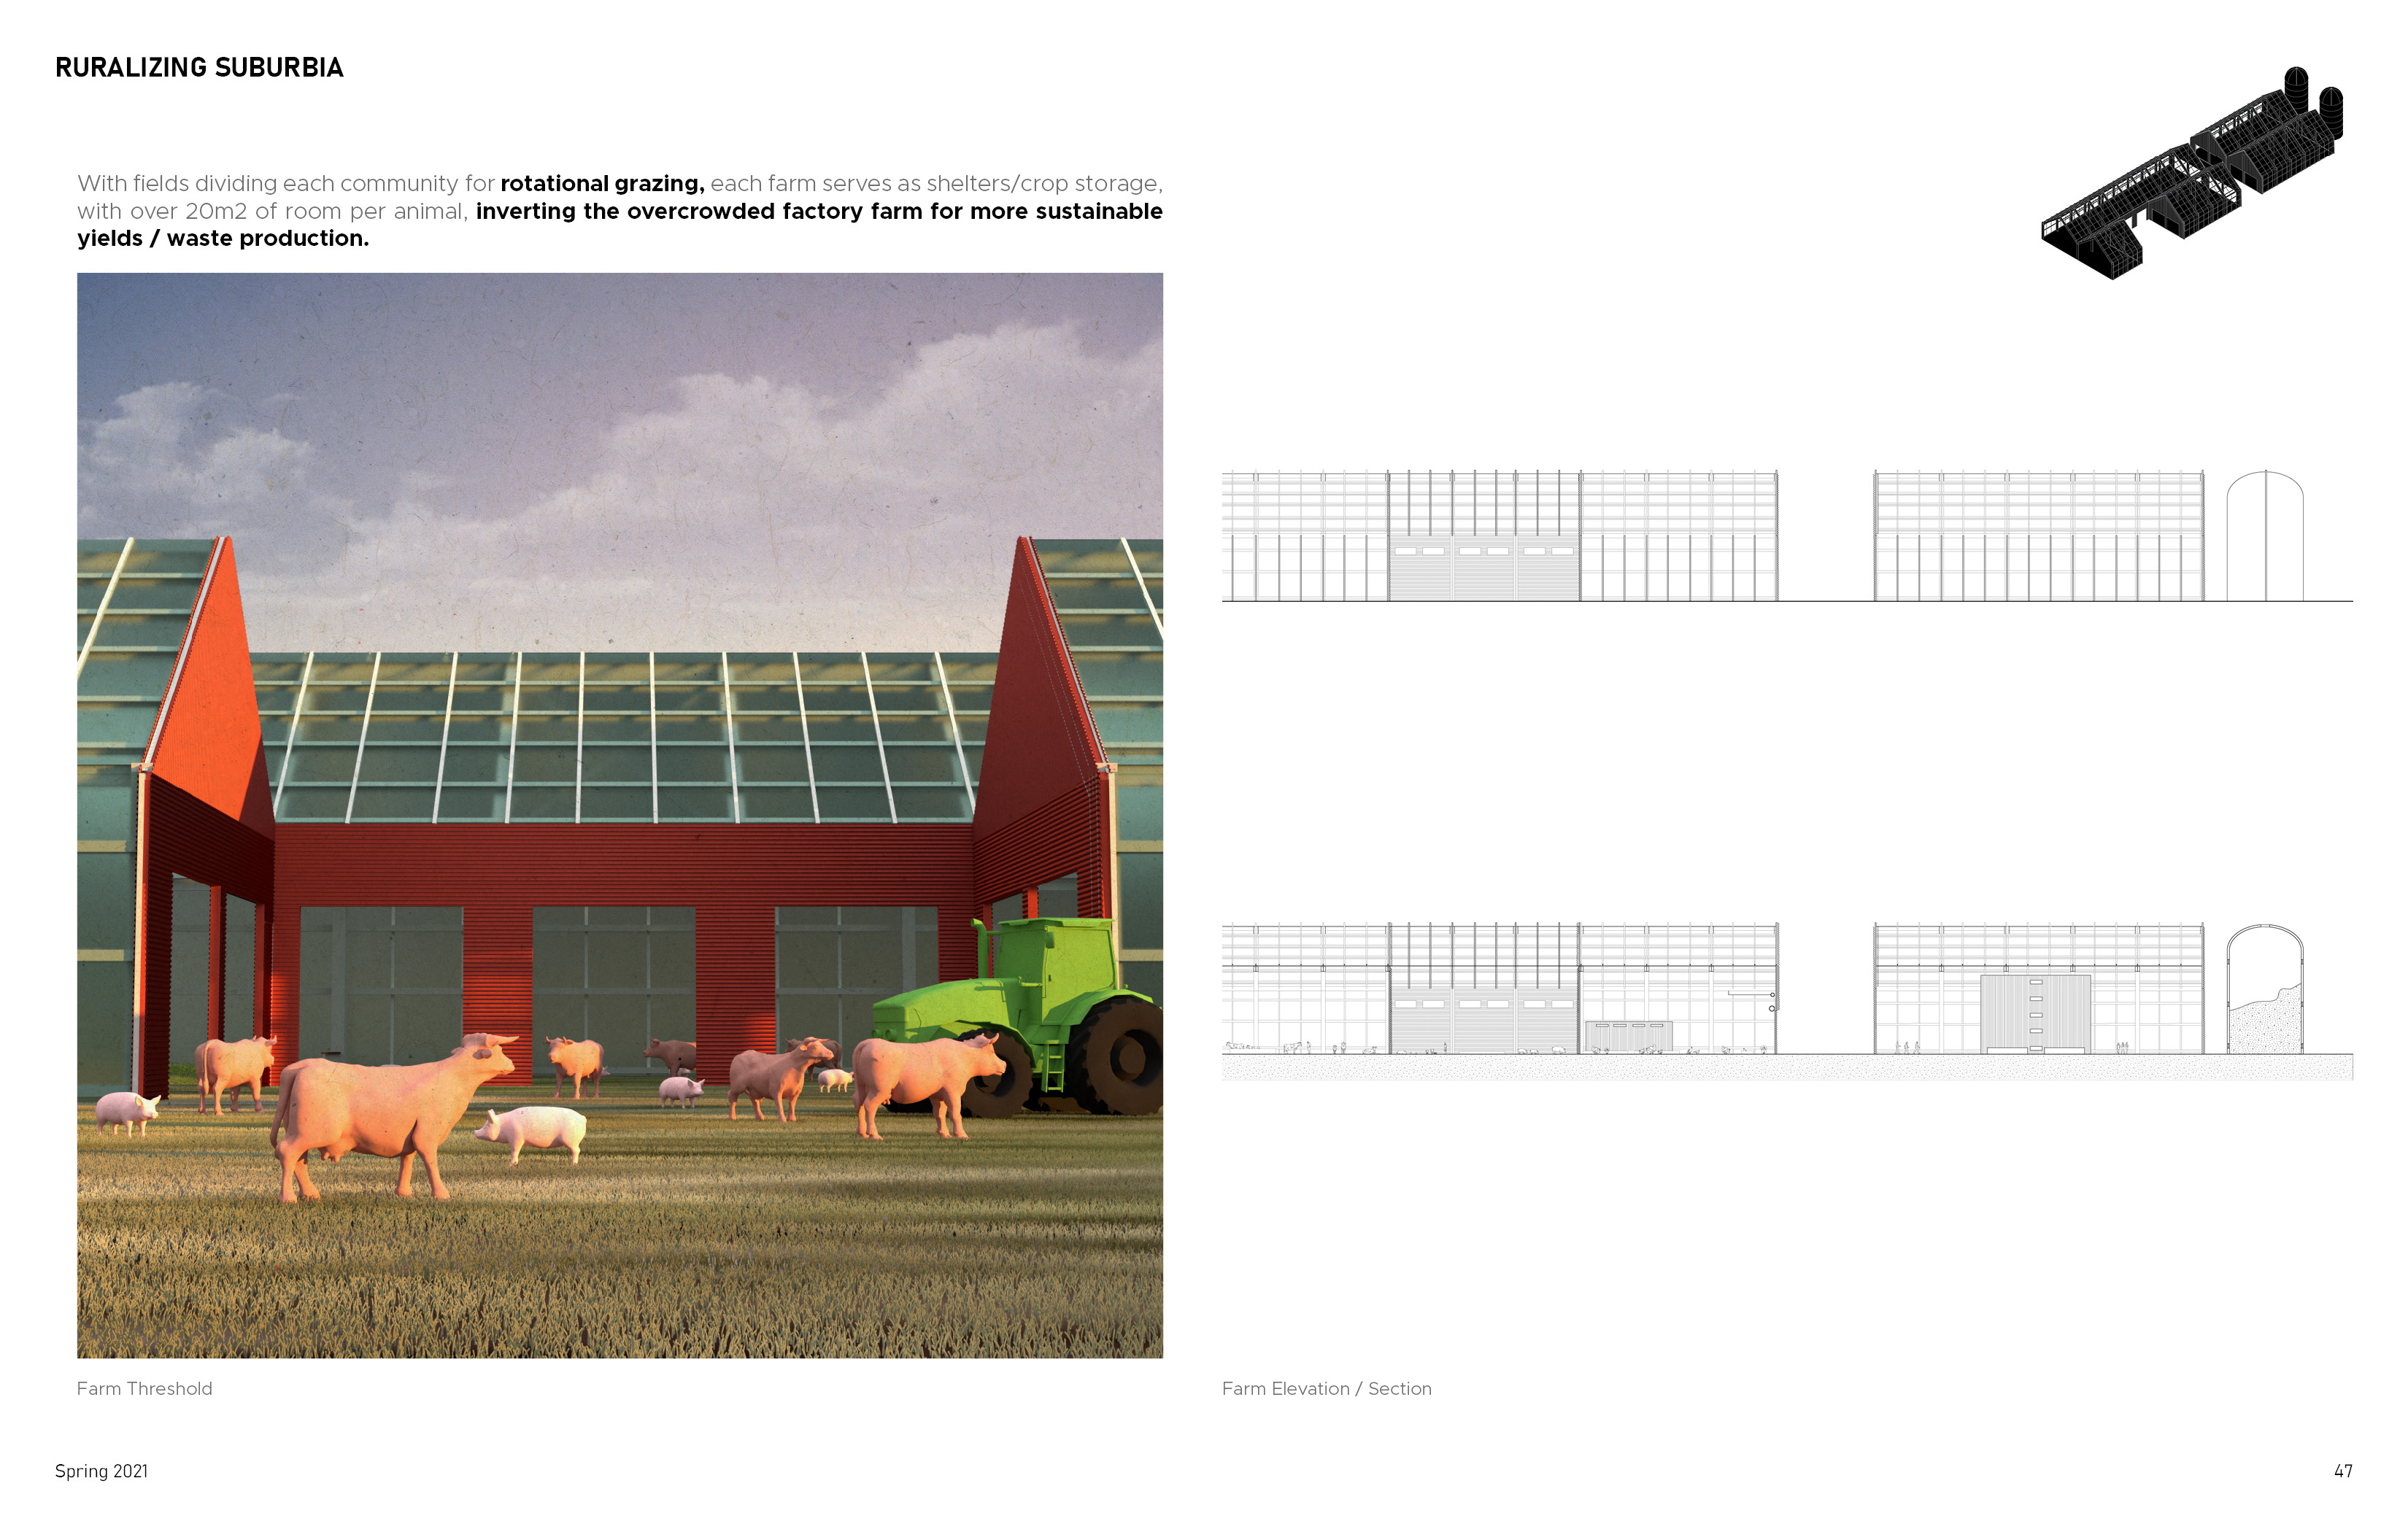 RURALIZING SUBURBIA
With fields dividing each community for rotational grazing, each farm serves as shelters/crop storage,
with over 20m2 of room per animal, inverting the overcrowded factory farm for more sustainable
yields / waste production.
Farm Threshold
Farm Elevation / Section
Spring 2021
47